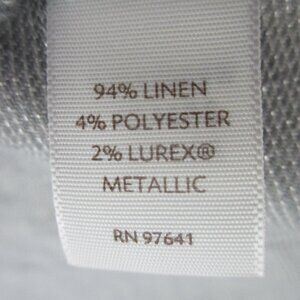 94% LINEN
4% POLYESTER
2% LUREX®
METALLIC
RN 97641